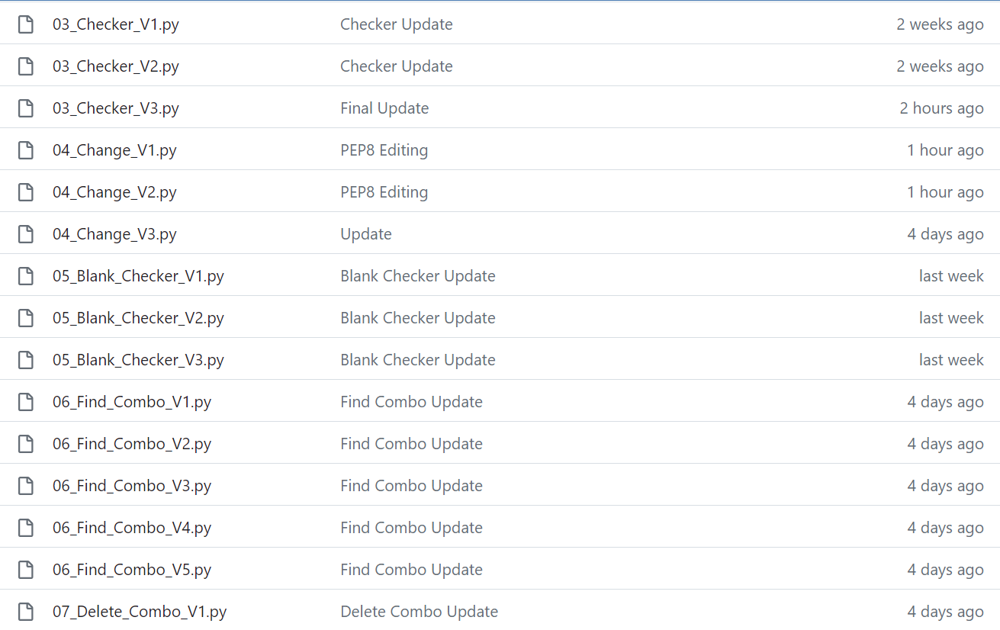 03_Checker_V1.py Checker Update 2 weeks ago
03_Checker_V2.py Checker Update 2 weeks ago
03_Checker_V3.py Final Update 2 hours ago
04_Change_V1.py PEP8 Editing 1 hour ago
04_Change_V2.py PEP8 Editing 1 hour ago
04_Change_V3.py Update 4 days ago
05_Blank_Checker_V1.py Blank Checker Update last week
05_Blank_Checker_V2.py Blank Checker Update last week
05_Blank_Checker_V3.py Blank Checker Update last week
06_Find_Combo_V1.py Find Combo Update 4 days ago
06_Find_Combo_V2.py Find Combo Update 4 days ago
06_Find_Combo_V3.py Find Combo Update 4 days ago
06_Find_Combo_V4.py Find Combo Update 4 days ago
06_Find_Combo_V5.py Find Combo Update 4 days ago
07_Delete_Combo_V1.py Delete Combo Update 4 days ago